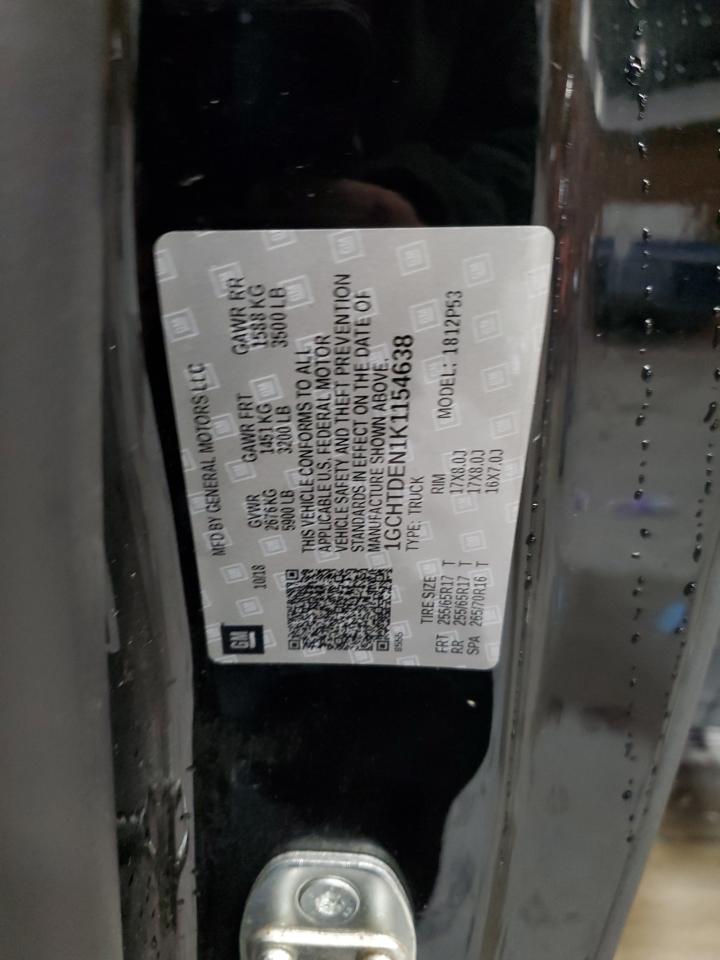 GM
MFD BY GENERAL MOTORS LLC
10/18
GVWR GAWR FRT GAWR RR
2676 KG 1451 KG 1588 KG
5900 LB 3200 LB 3500 LB
THIS VEHICLE CONFORMS TO ALL
APPLICABLE U.S. FEDERAL MOTOR
VEHICLE SAFETY AND THEFT PREVENTION
STANDARDS IN EFFECT ON THE DATE OF
MANUFACTURE SHOWN ABOVE.
8555
1GCHTDEN1K1154638
TYPE: TRUCK MODEL: 1812P53
TIRE SIZE RIM
FRT 255/65R17 T 17X8.0J
RR 255/65R17 T 17X8.0J
SPA 265/70R16 T 16X7.0J